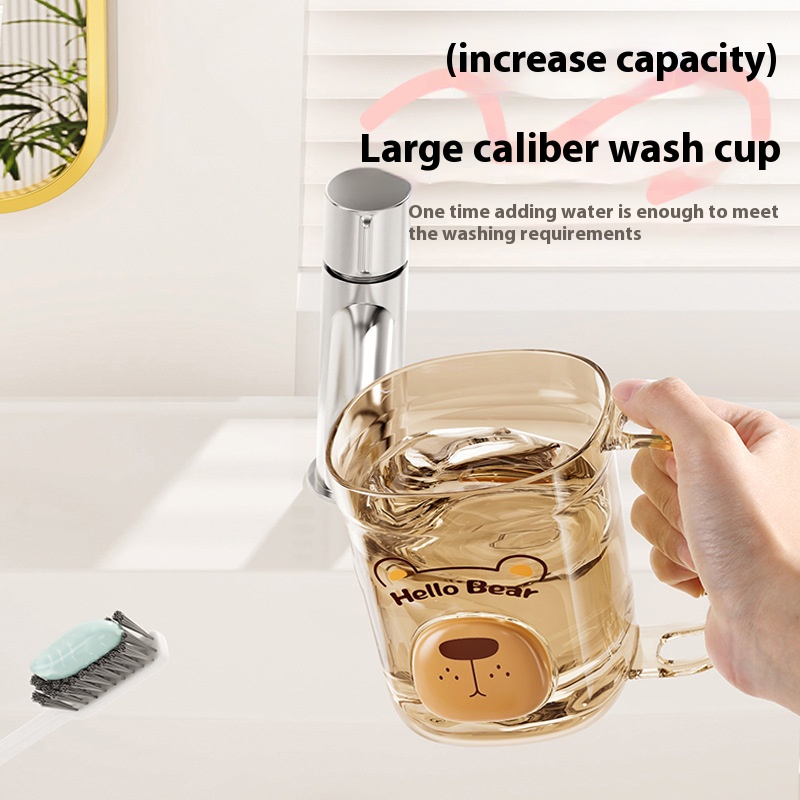 (increase capacity)
Large caliber wash cup
One time adding water is enough to meet
the washing requirements
Hello Bear